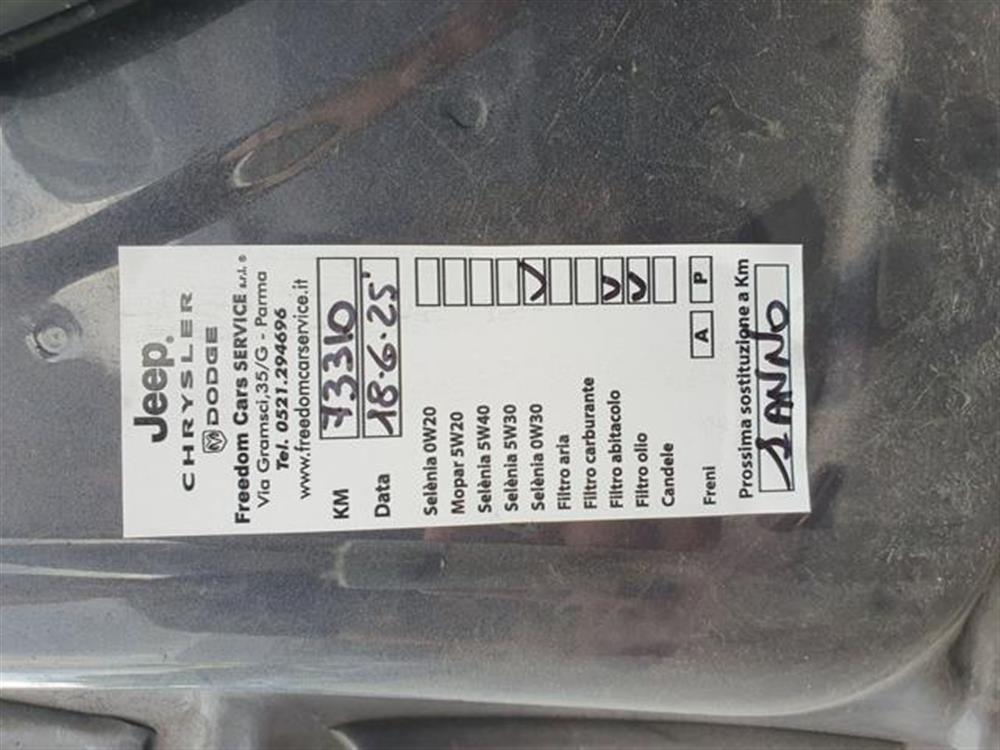 Jeep®
CHRYSLER
DODGE
Freedom Cars SERVICE s.r.l. ®
Via Gramsci,35/G - Parma
Tel. 0521.294696
www.freedomcarservice.it
KM 73310
Data 18.6.25
Selènia 0W20
Mopar 5W20
Selènia 5W40
Selènia 5W30
Selènia 0W30 V
Filtro aria
Filtro carburante
Filtro abitacolo V
Filtro olio V
Candele
Freni A P
Prossima sostituzione a Km
1 ANNO